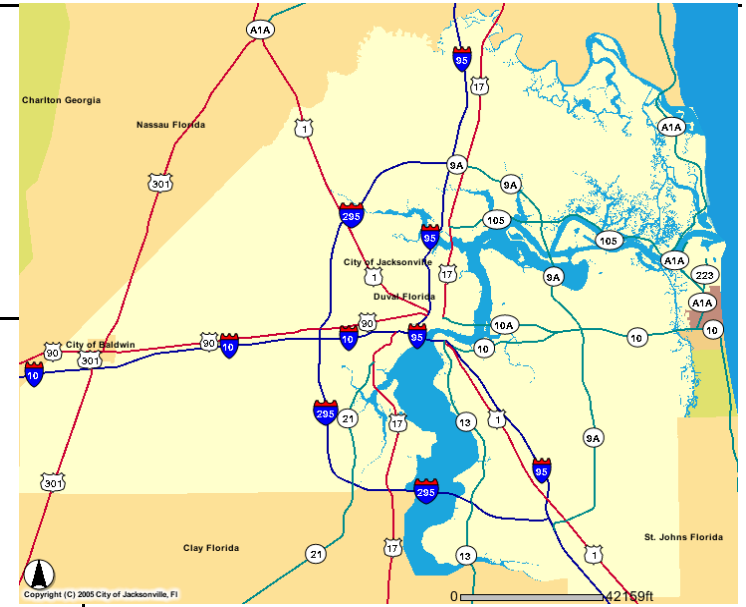 A1A
95
17
Charlton Georgia
Nassau Florida
1
A1A
9A
301
9A
295
105
95
105
City of Jacksonville
A1A
1
17
9A
223
Duval Florida
A1A
90
10A
10
City of Baldwin
90
10
10
95
10
90
301
10
295
21
17
13
1
9A
95
301
295
St. Johns Florida
Clay Florida
21
17
13
1
Copyright (C) 2005 City of Jacksonville, Fl
0
42159ft